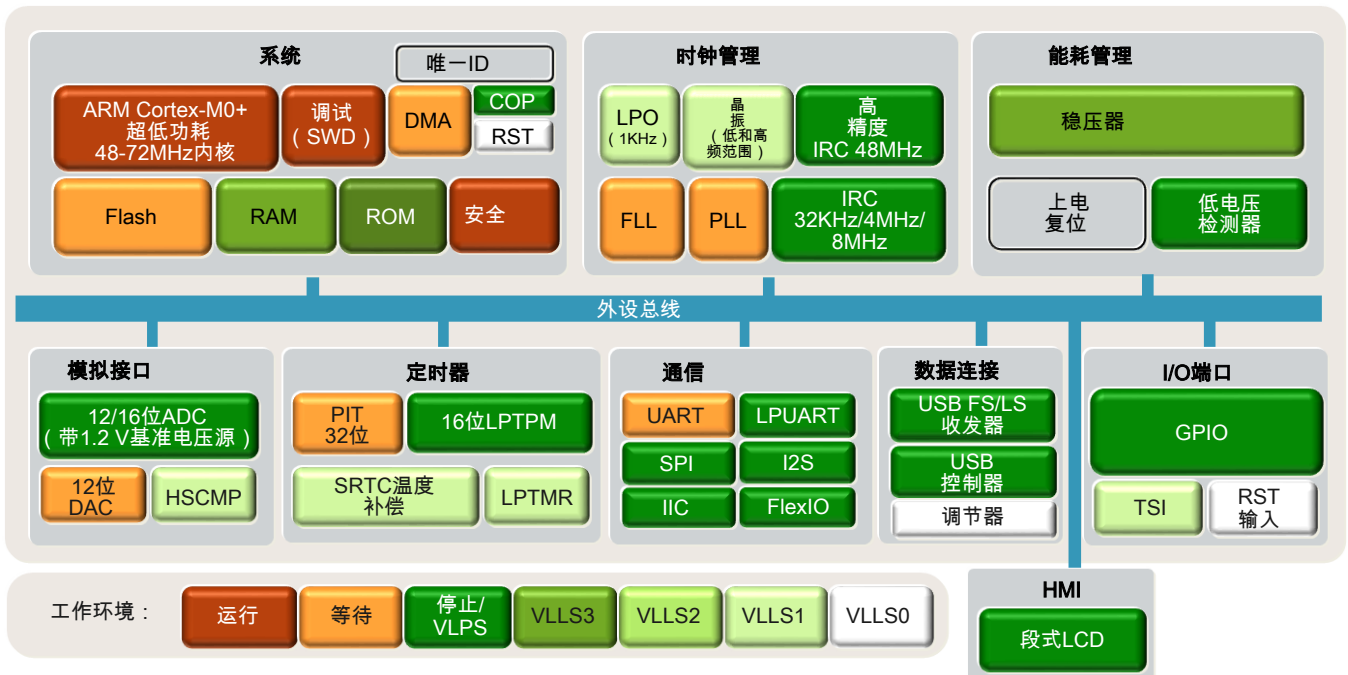 系统
唯一ID
ARM Cortex-M0+
超低功耗
48-72MHz内核
调试
（SWD）
DMA
COP
RST
Flash
RAM
ROM
安全
时钟管理
LPO
（1KHz）
晶
振
（低和高
频范围）
高
精度
IRC 48MHz
FLL
PLL
IRC
32KHz/4MHz/
8MHz
能耗管理
稳压器
上电
复位
低电压
检测器
外设总线
模拟接口
12/16位ADC
（带1.2 V基准电压源）
12位
DAC
HSCMP
定时器
PIT
32位
16位LPTPM
SRTC温度
补偿
LPTMR
通信
UART
LPUART
SPI
I2S
IIC
FlexIO
数据连接
USB FS/LS
收发器
USB
控制器
调节器
I/O端口
GPIO
TSI
RST
输入
HMI
段式LCD
工作环境：
运行
等待
停止/
VLPS
VLLS3
VLLS2
VLLS1
VLLS0